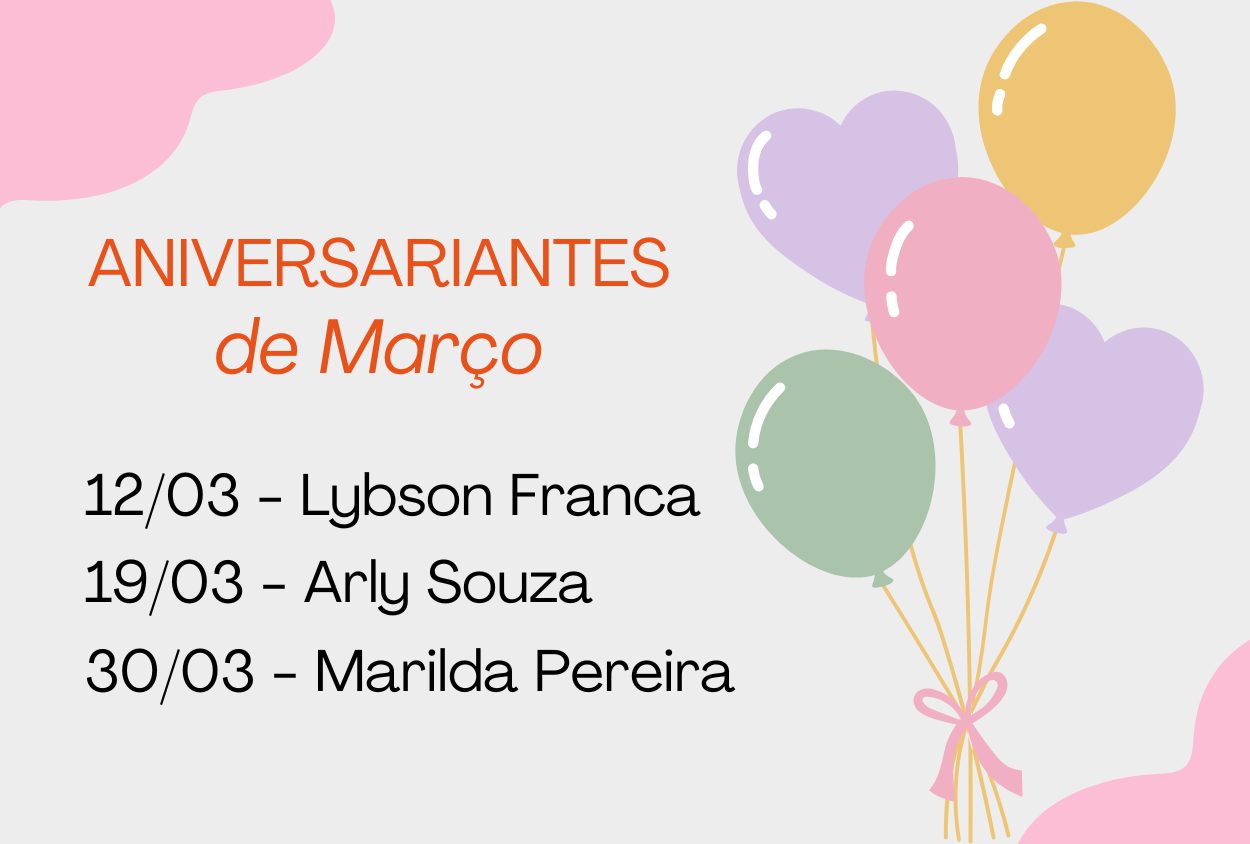 ANIVERSARIANTES
de Março
12/03 - Lybson Franca
19/03 - Arly Souza
30/03 - Marilda Pereira